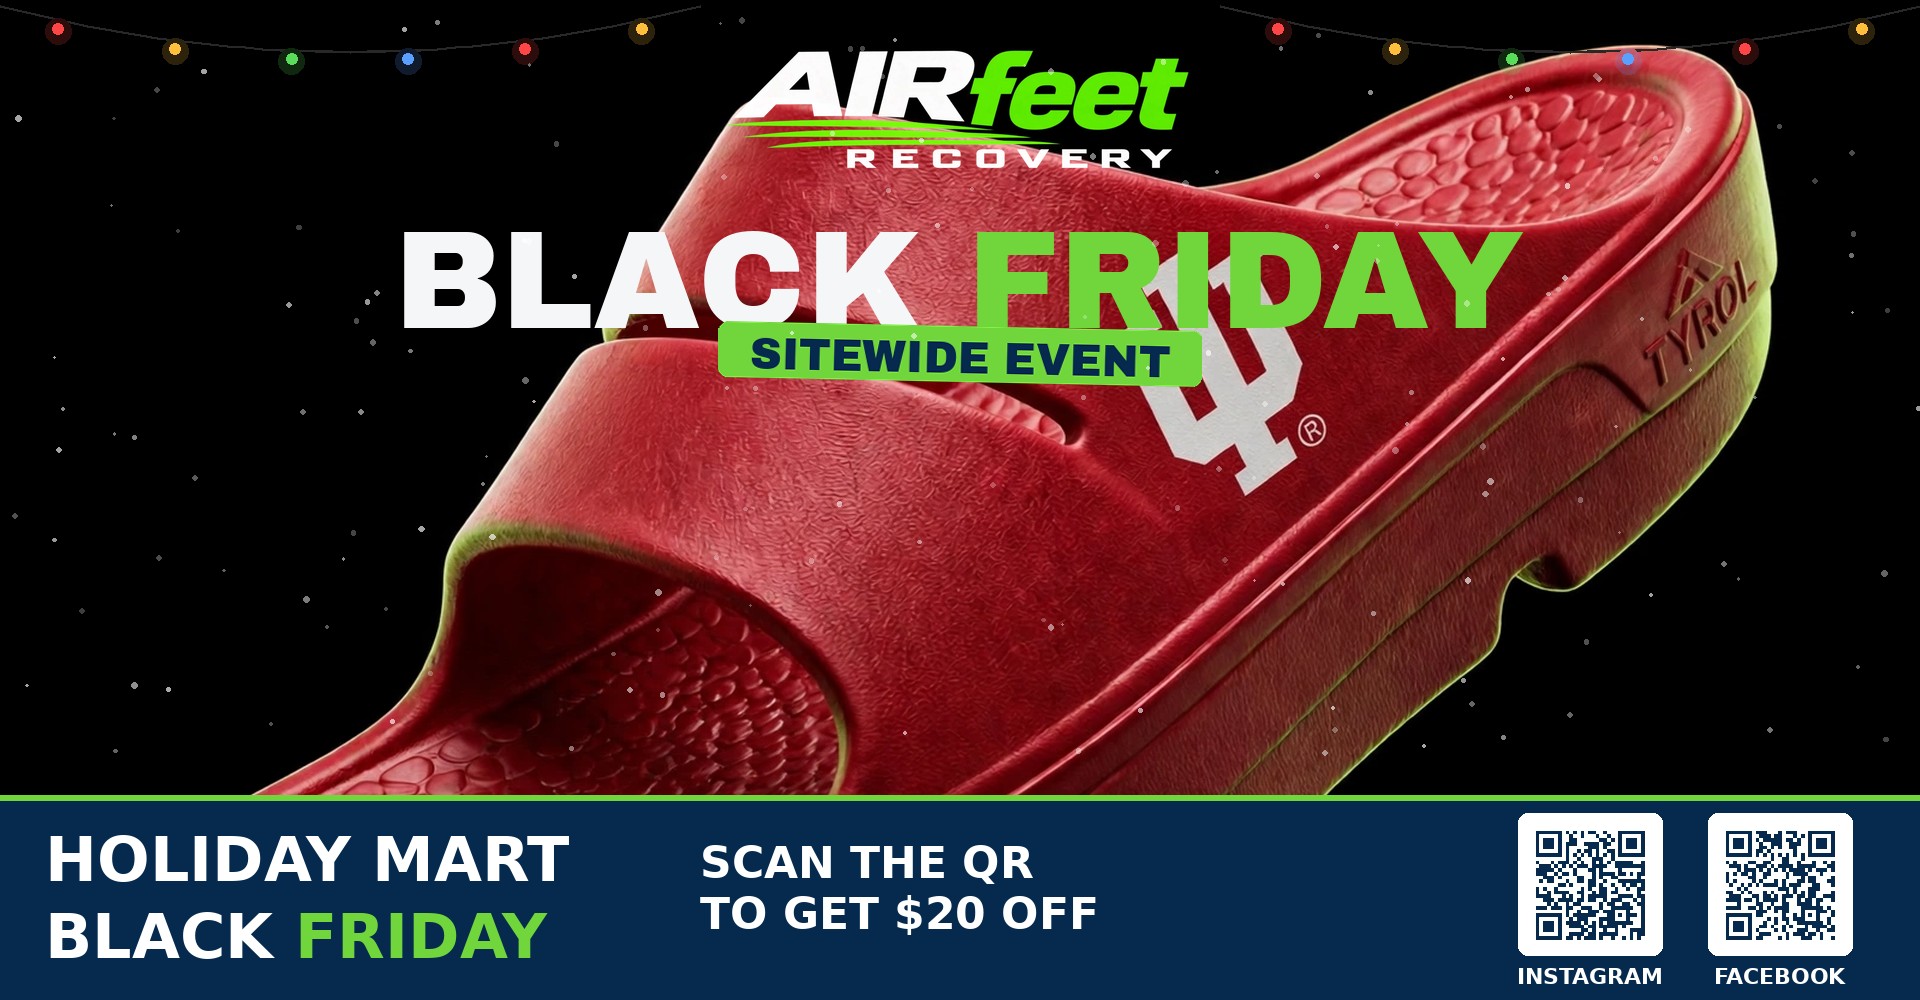 AIRfeet
RECOVERY
BLACK FRIDAY
SITEWIDE EVENT
IU
®
TYROL
HOLIDAY MART
BLACK FRIDAY
SCAN THE QR
TO GET $20 OFF
INSTAGRAM
FACEBOOK